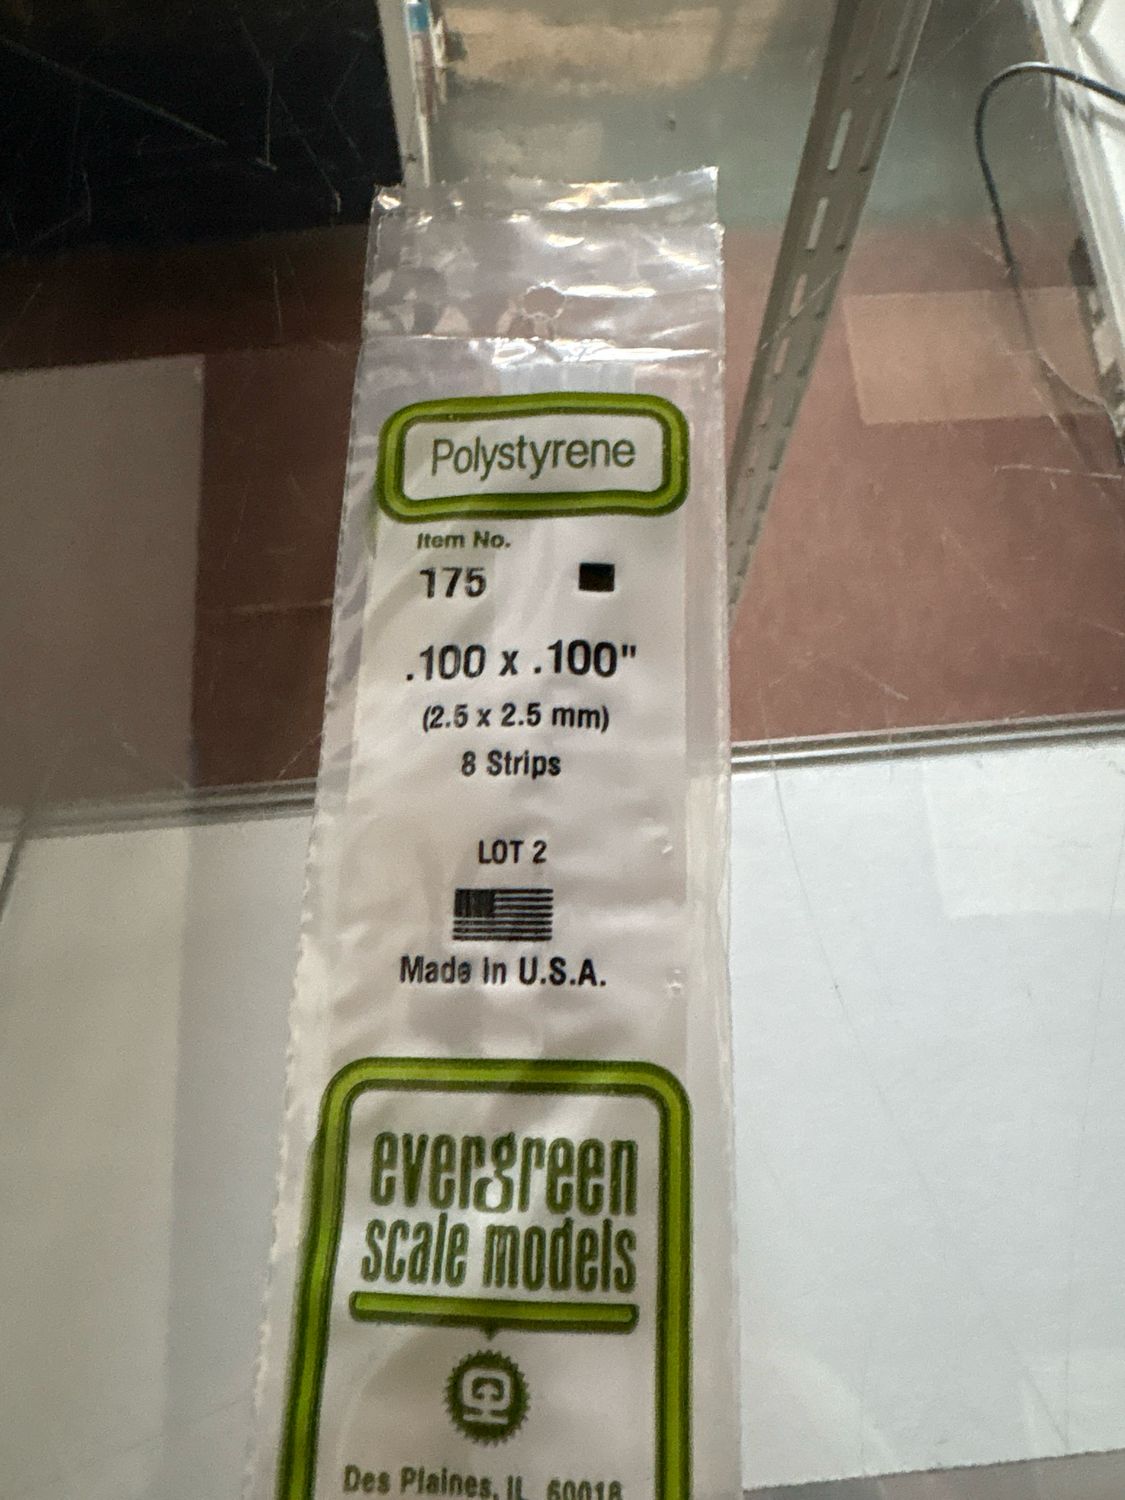 Polystyrene
Item No.
175
.100 x .100"
(2.5 x 2.5 mm)
8 Strips
LOT 2
Made in U.S.A.
evergreen
scale models
Des Plaines, IL 60018